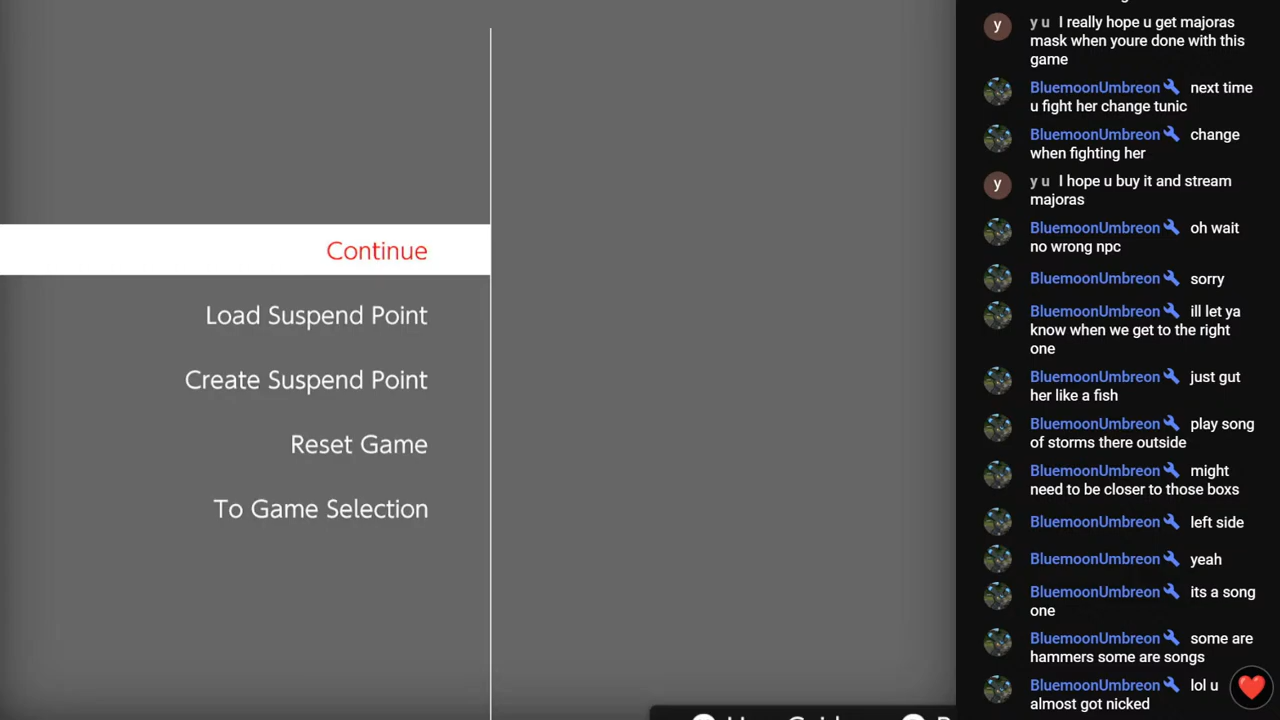 Continue
Load Suspend Point
Create Suspend Point
Reset Game
To Game Selection
y u I really hope u get majoras
mask when youre done with this
game
BluemoonUmbreon next time
u fight her change tunic
BluemoonUmbreon change
when fighting her
y u I hope u buy it and stream
majoras
BluemoonUmbreon oh wait
no wrong npc
BluemoonUmbreon sorry
BluemoonUmbreon ill let ya
know when we get to the right
one
BluemoonUmbreon just gut
her like a fish
BluemoonUmbreon play song
of storms there outside
BluemoonUmbreon might
need to be closer to those boxs
BluemoonUmbreon left side
BluemoonUmbreon yeah
BluemoonUmbreon its a song
one
BluemoonUmbreon some are
hammers some are songs
BluemoonUmbreon lol u
almost got nicked